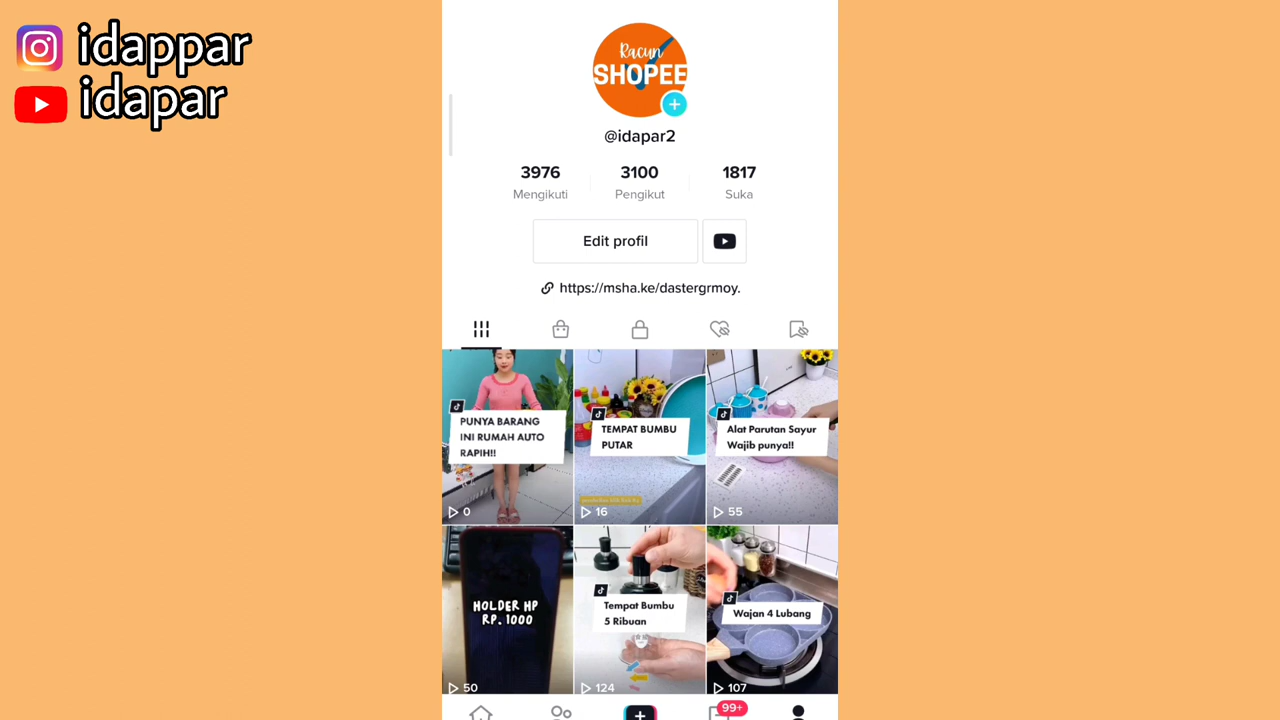 idappar
idapar
Racun
SHOPEE
@idapar2
3976
3100
1817
Mengikuti
Pengikut
Suka
Edit profil
https://msha.ke/dastergrmoy.
PUNYA BARANG
INI RUMAH AUTO
RAPIH!!
TEMPAT BUMBU
PUTAR
Alat Parutan Sayur
Wajib punya!!
0
16
55
HOLDER HP
RP. 1000
Tempat Bumbu
5 Ribuan
Wajan 4 Lubang
50
124
107
99+